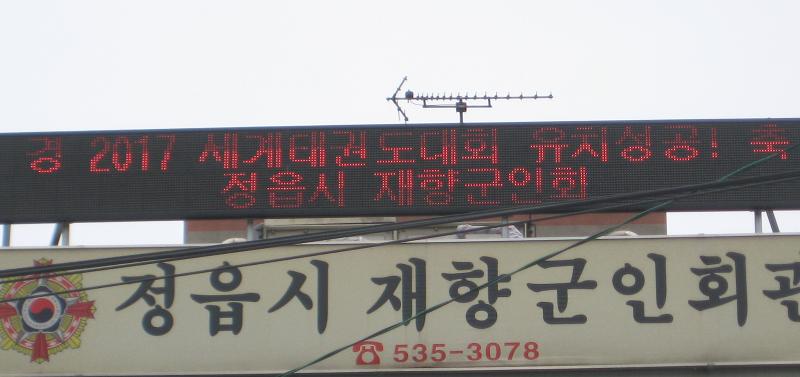 경 2017 세계태권도대회 유치성공! 축
정읍시 재향군인회
정읍시 재향군인회관
☎ 535-3078